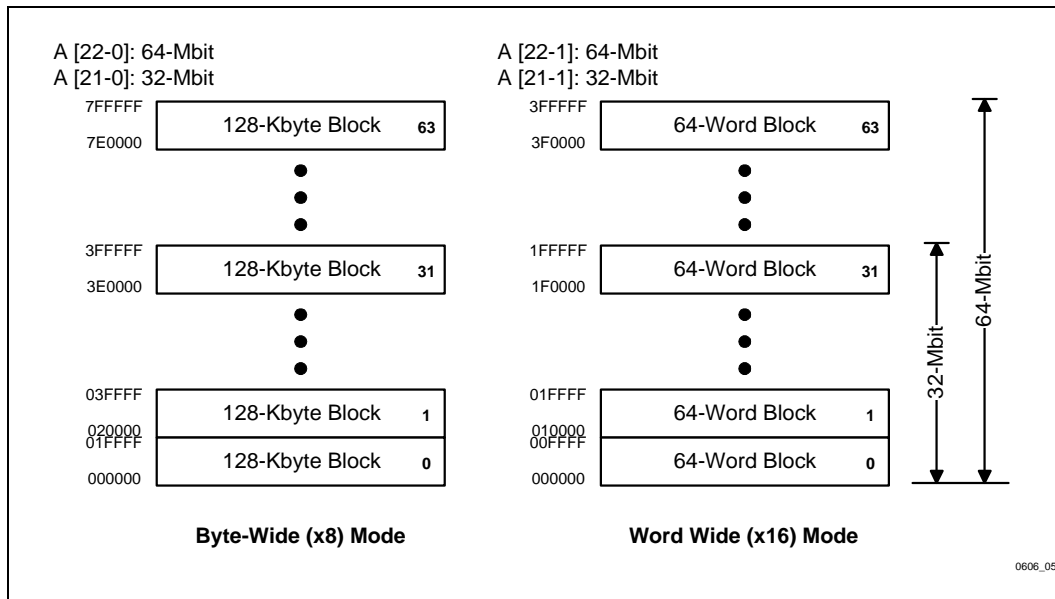 A [22-0]: 64-Mbit
A [21-0]: 32-Mbit
7FFFFF
128-Kbyte Block 63
7E0000
3FFFFF
128-Kbyte Block 31
3E0000
03FFFF
128-Kbyte Block 1
020000
01FFFF
128-Kbyte Block 0
000000
Byte-Wide (x8) Mode
A [22-1]: 64-Mbit
A [21-1]: 32-Mbit
3FFFFF
64-Word Block 63
3F0000
1FFFFF
64-Word Block 31
1F0000
01FFFF
64-Word Block 1
010000
00FFFF
64-Word Block 0
000000
Word Wide (x16) Mode
32-Mbit
64-Mbit
0606_05